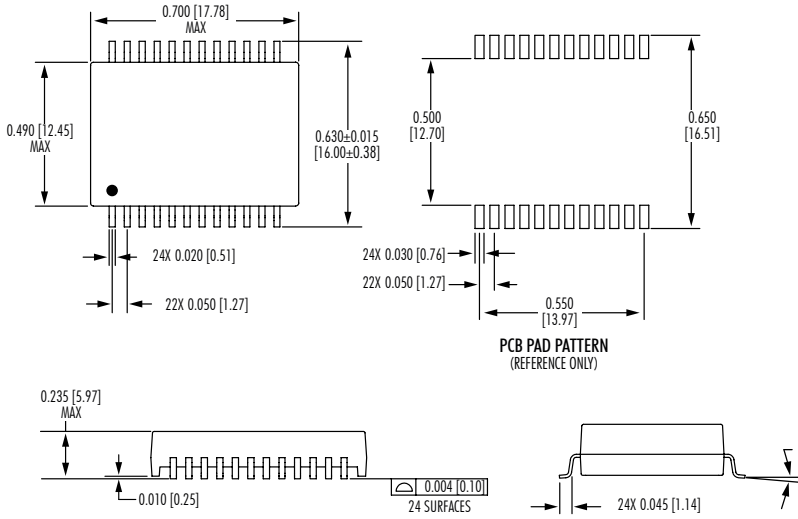 0.700 [17.78]
MAX
0.490 [12.45]
MAX
0.630±0.015
[16.00±0.38]
24X 0.020 [0.51]
22X 0.050 [1.27]
0.500
[12.70]
0.650
[16.51]
24X 0.030 [0.76]
22X 0.050 [1.27]
0.550
[13.97]
PCB PAD PATTERN
(REFERENCE ONLY)
0.235 [5.97]
MAX
0.010 [0.25]
0.004 [0.10]
24 SURFACES
24X 0.045 [1.14]